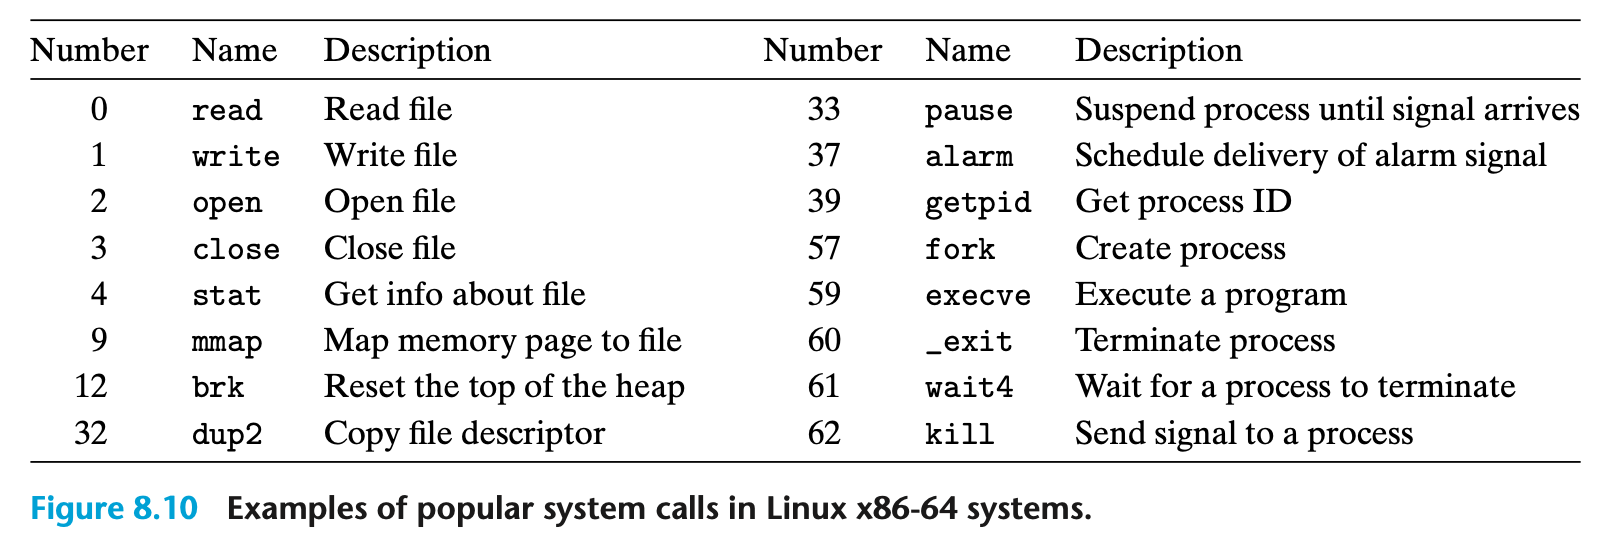 Number Name Description Number Name Description
0 read Read file 33 pause Suspend process until signal arrives
1 write Write file 37 alarm Schedule delivery of alarm signal
2 open Open file 39 getpid Get process ID
3 close Close file 57 fork Create process
4 stat Get info about file 59 execve Execute a program
9 mmap Map memory page to file 60 _exit Terminate process
12 brk Reset the top of the heap 61 wait4 Wait for a process to terminate
32 dup2 Copy file descriptor 62 kill Send signal to a process
Figure 8.10 Examples of popular system calls in Linux x86-64 systems.